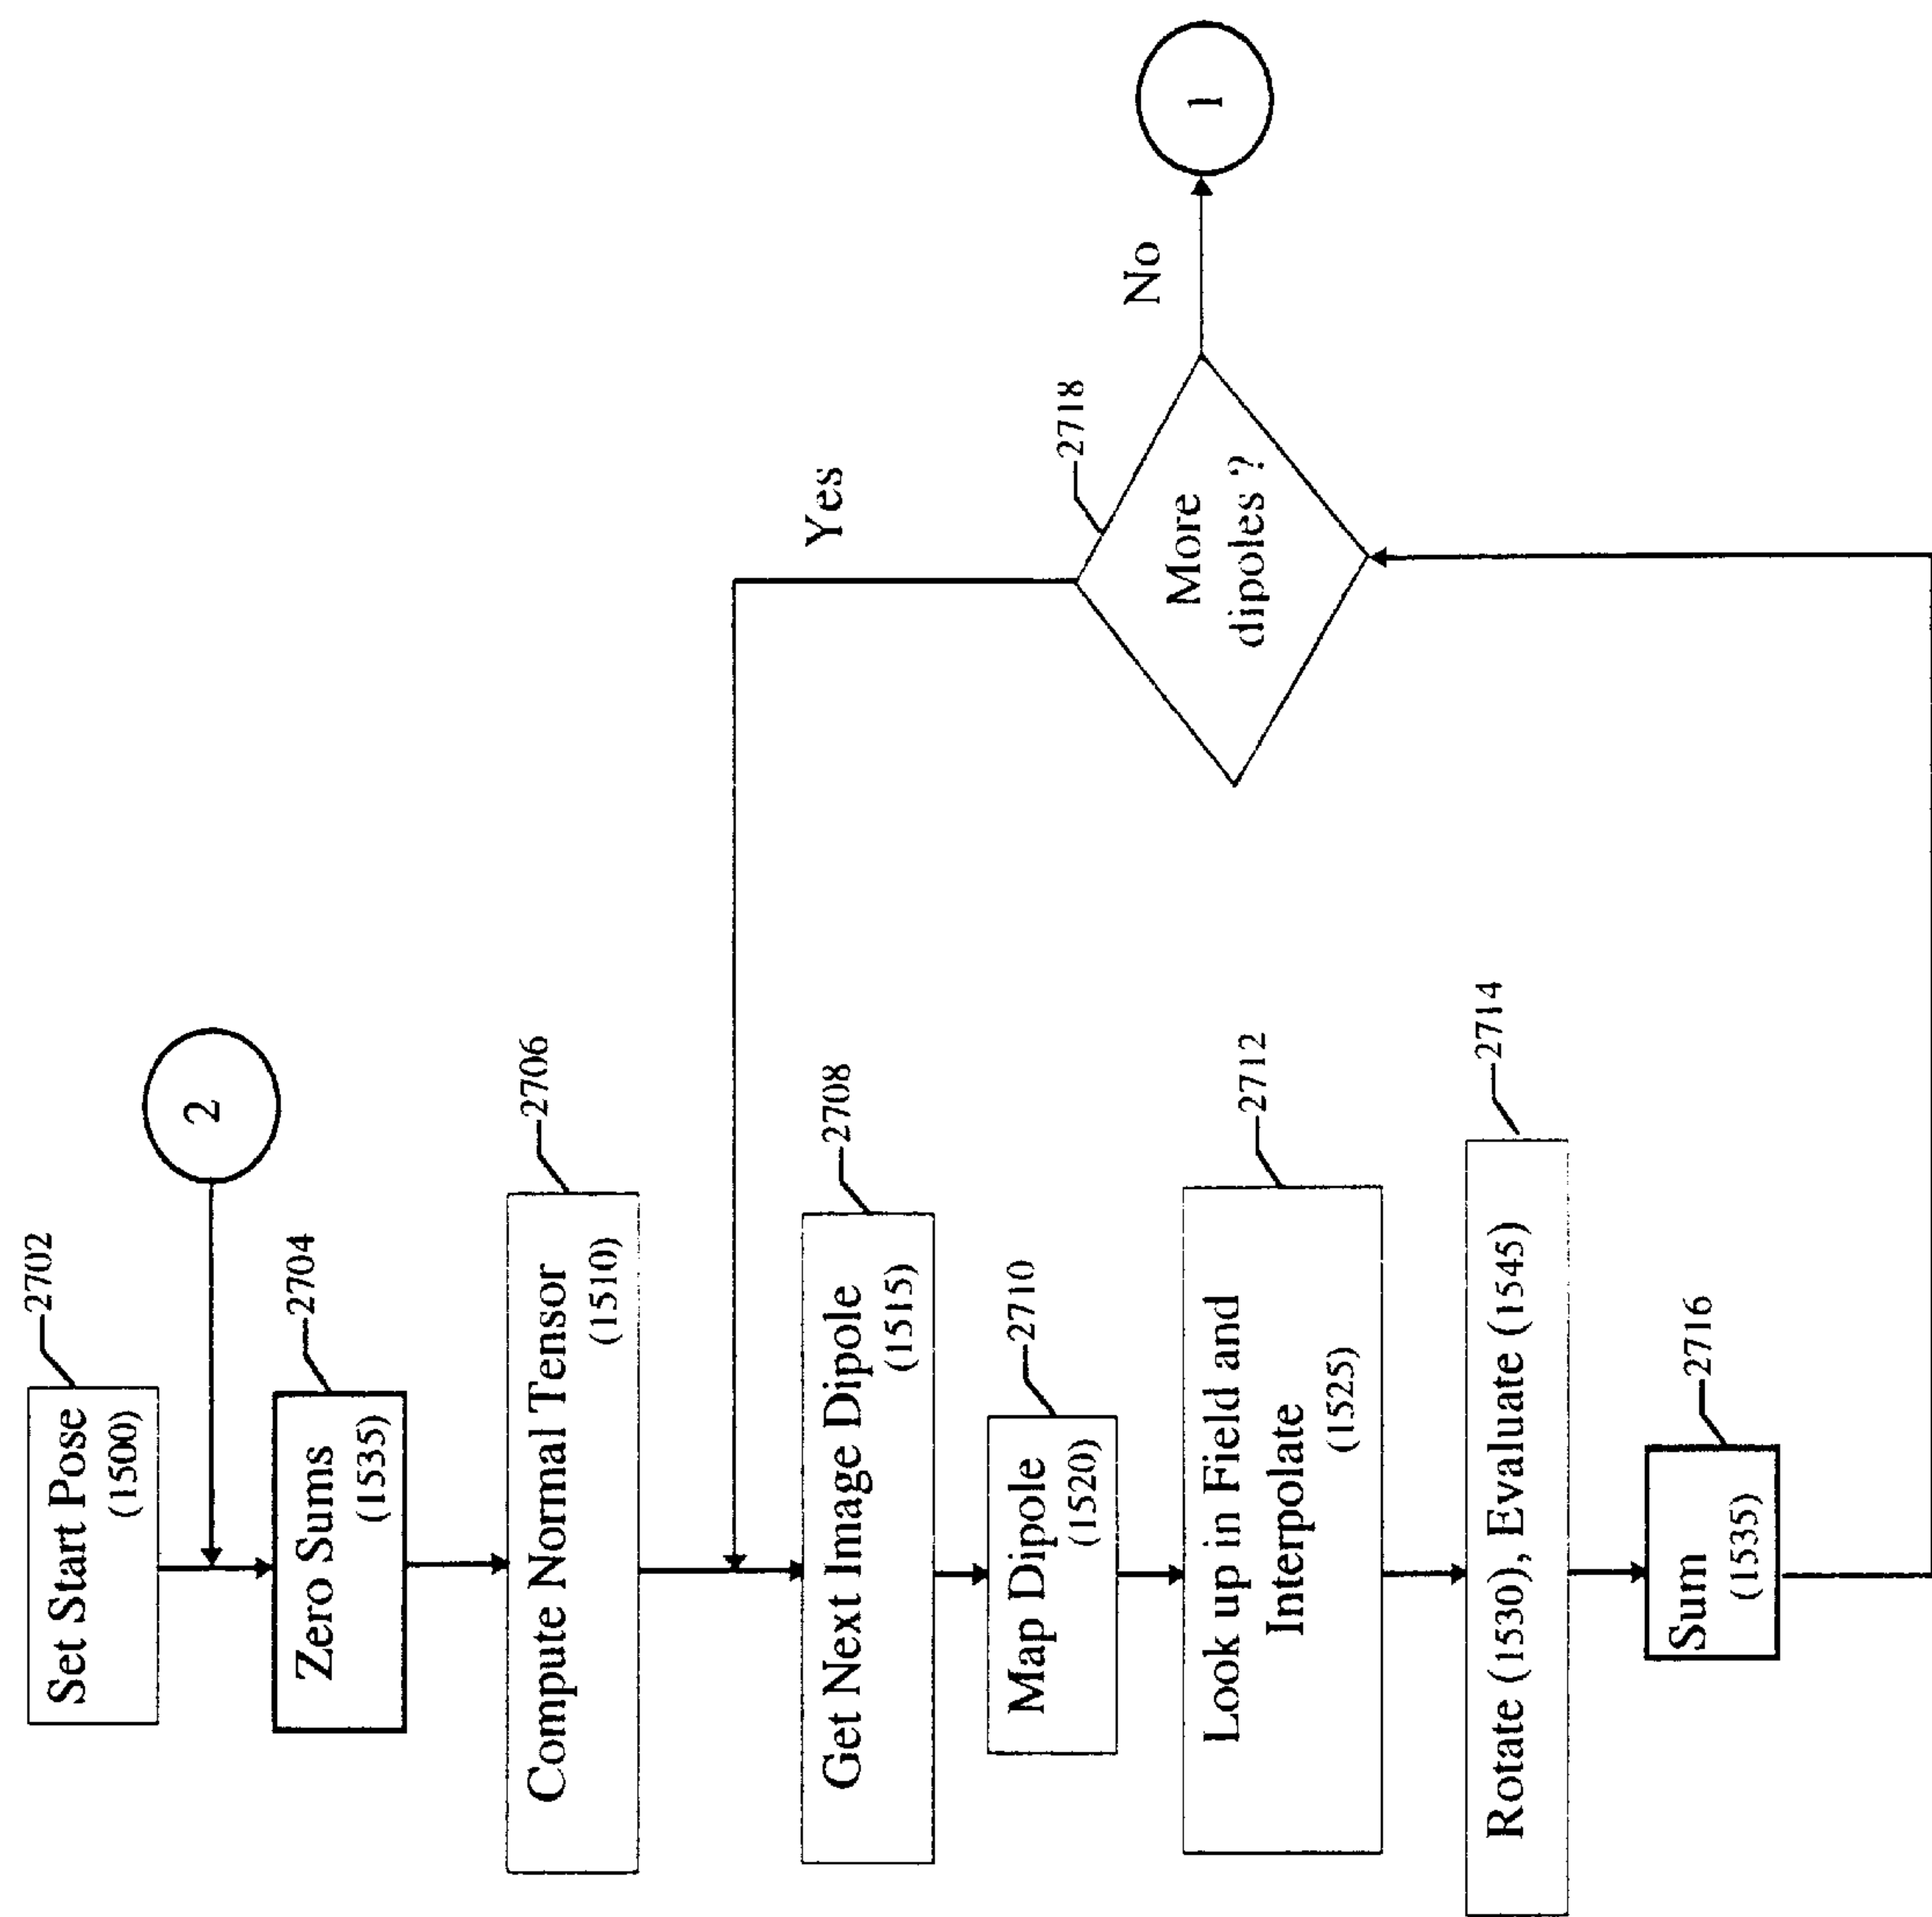 Set Start Pose
(1500)
2702
2
Zero Sums
(1535)
2704
Compute Normal Tensor
(1510)
2706
Get Next Image Dipole
(1515)
2708
Map Dipole
(1520)
2710
Look up in Field and
Interpolate
(1525)
2712
Rotate (1530), Evaluate (1545)
2714
Sum
(1535)
2716
Yes
More
dipoles ?
2718
No
1